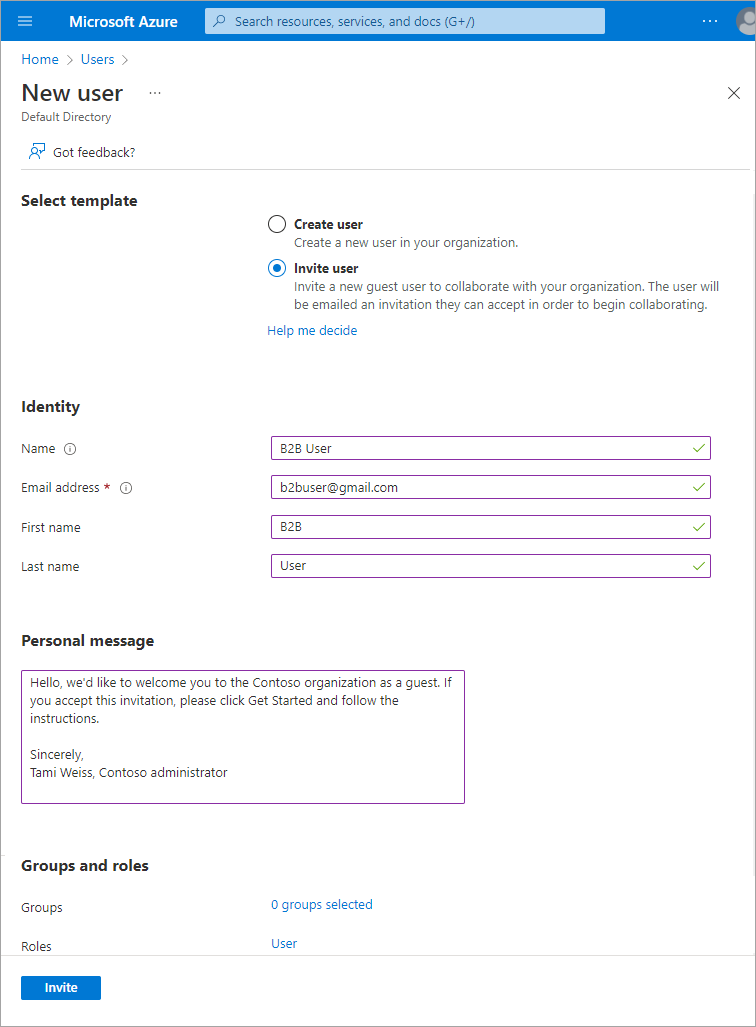 Microsoft Azure
Search resources, services, and docs (G+/)
...
Home > Users >
New user ...
Default Directory
Got feedback?
Select template
Create user
Create a new user in your organization.
Invite user
Invite a new guest user to collaborate with your organization. The user will
be emailed an invitation they can accept in order to begin collaborating.
Help me decide
Identity
Name
B2B User
Email address *
b2buser@gmail.com
First name
B2B
Last name
User
Personal message
Hello, we'd like to welcome you to the Contoso organization as a guest. If
you accept this invitation, please click Get Started and follow the
instructions.
Sincerely,
Tami Weiss, Contoso administrator
Groups and roles
Groups
0 groups selected
Roles
User
Invite